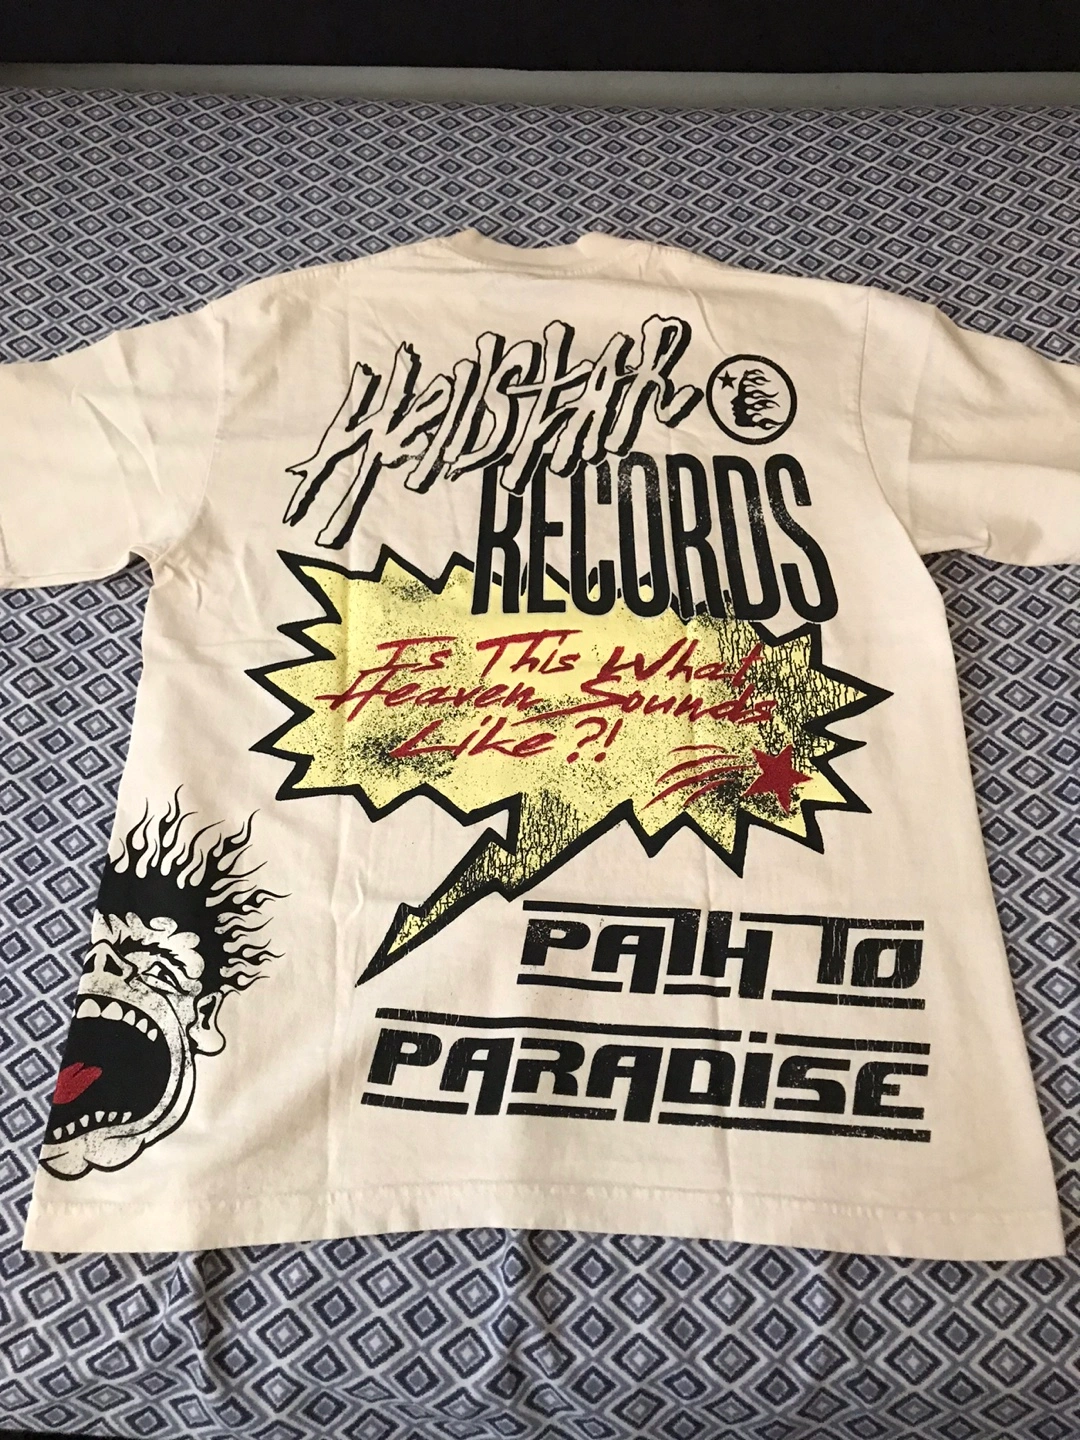 HellStar
RECORDS
Is This What
Heaven Sounds
Like?!
PATH TO
PARADiSE